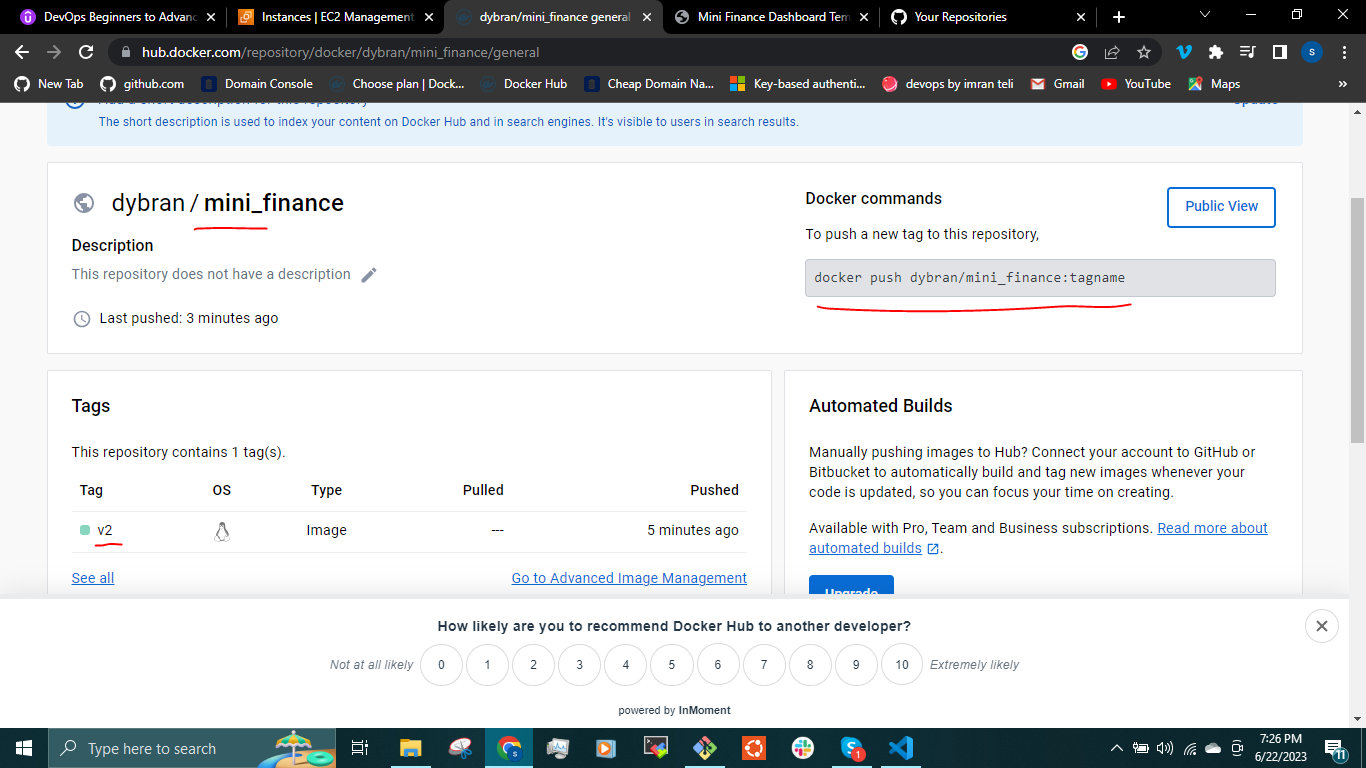 DevOps Beginners to Advanc
Instances | EC2 Management
dybran/mini_finance general
Mini Finance Dashboard Tem
Your Repositories
hub.docker.com/repository/docker/dybran/mini_finance/general
S
New Tab
github.com
Domain Console
Choose plan | Dock...
Docker Hub
Cheap Domain Na...
Key-based authenti...
devops by imran teli
Gmail
YouTube
Maps
»
Add a short description for this repository
Update
The short description is used to index your content on Docker Hub and in search engines. It's visible to users in search results.
dybran / mini_finance
Description
This repository does not have a description
Last pushed: 3 minutes ago
Docker commands
Public View
To push a new tag to this repository,
docker push dybran/mini_finance:tagname
Tags
This repository contains 1 tag(s).
Tag OS Type Pulled Pushed
v2 Image --- 5 minutes ago
See all
Go to Advanced Image Management
Automated Builds
Manually pushing images to Hub? Connect your account to GitHub or
Bitbucket to automatically build and tag new images whenever your
code is updated, so you can focus your time on creating.
Available with Pro, Team and Business subscriptions. Read more about
automated builds .
Upgrade
How likely are you to recommend Docker Hub to another developer?
Not at all likely 0 1 2 3 4 5 6 7 8 9 10 Extremely likely
powered by InMoment
Type here to search
1
7:26 PM
6/22/2023
11